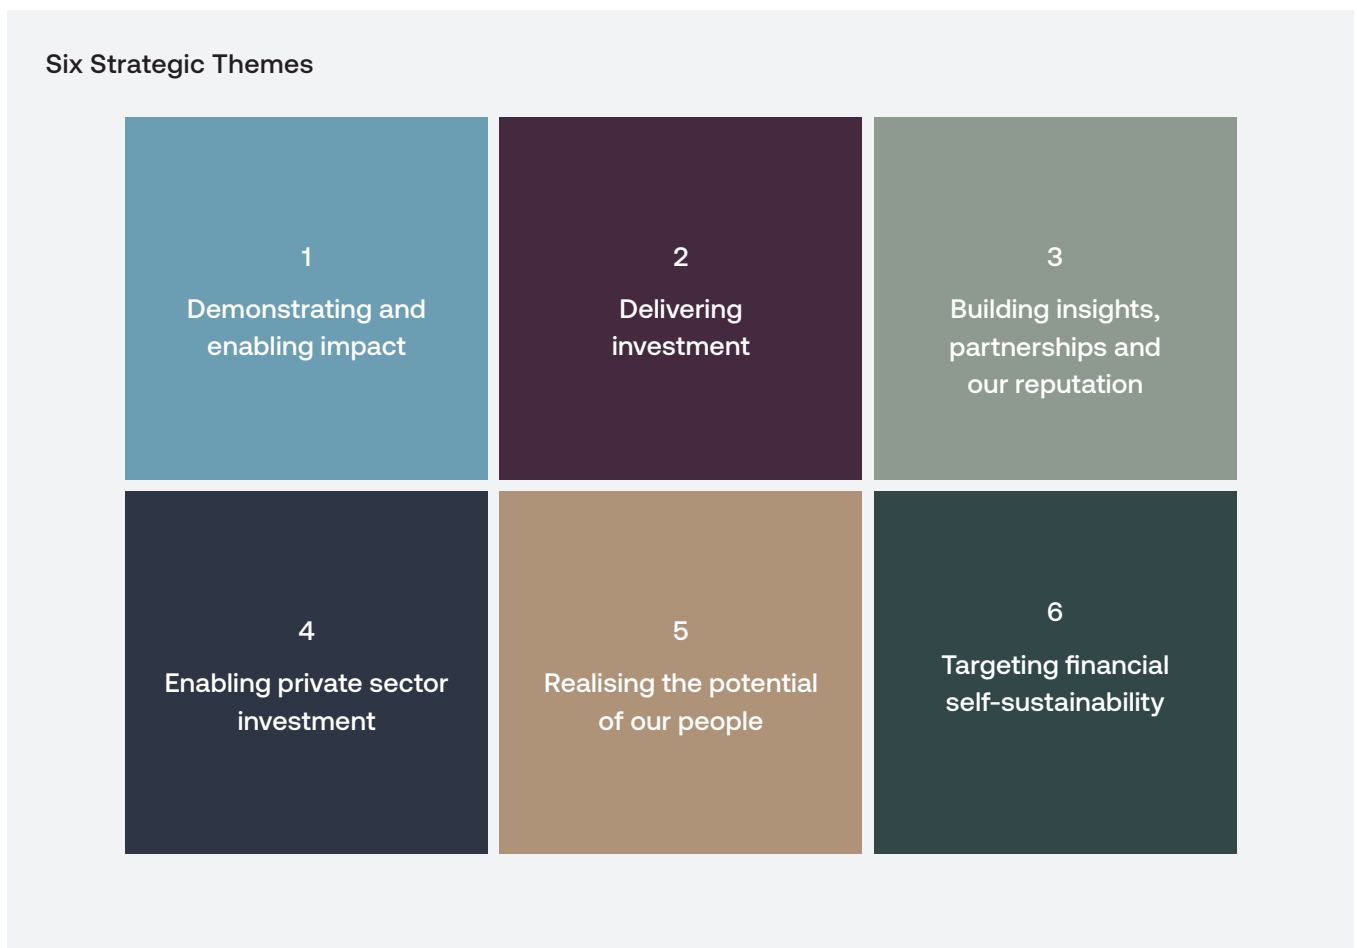 Six Strategic Themes
1
Demonstrating and
enabling impact
2
Delivering
investment
3
Building insights,
partnerships and
our reputation
4
Enabling private sector
investment
5
Realising the potential
of our people
6
Targeting financial
self-sustainability